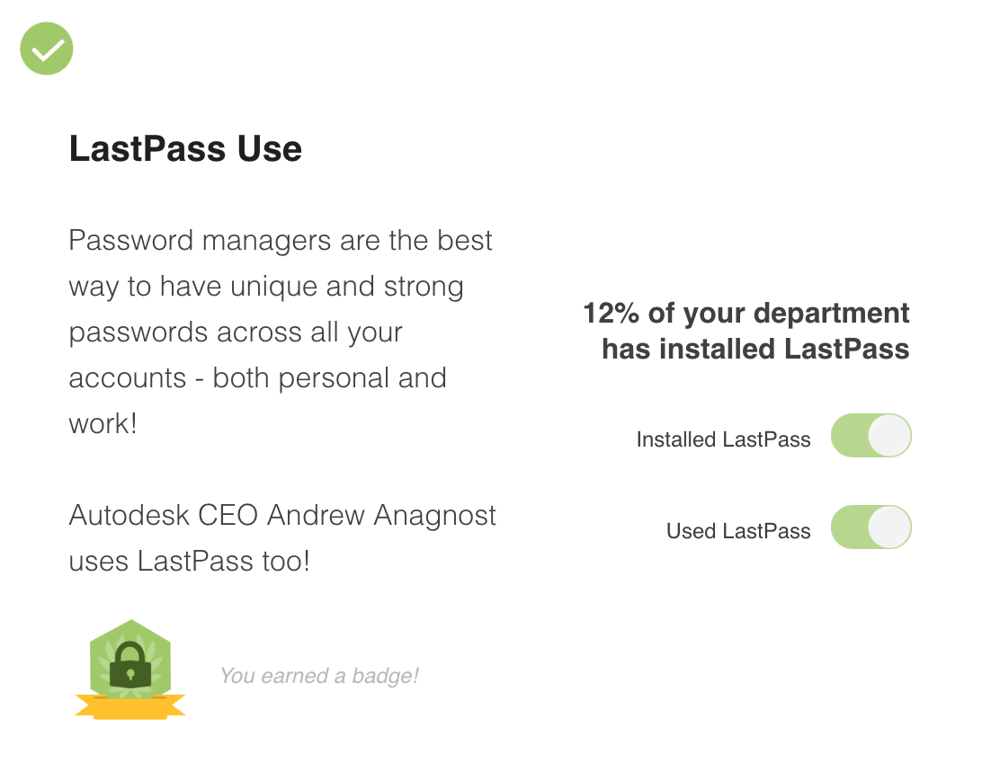 LastPass Use
Password managers are the best
way to have unique and strong
passwords across all your
accounts - both personal and
work!
Autodesk CEO Andrew Anagnost
uses LastPass too!
You earned a badge!
12% of your department
has installed LastPass
Installed LastPass
Used LastPass